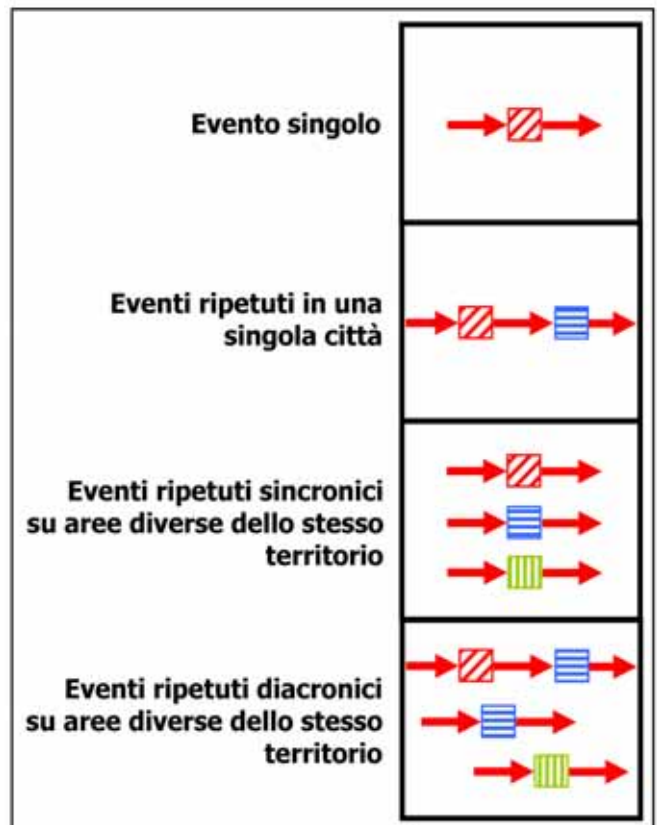 Evento singolo
Eventi ripetuti in una
singola città
Eventi ripetuti sincronici
su aree diverse dello stesso
territorio
Eventi ripetuti diacronici
su aree diverse dello stesso
territorio